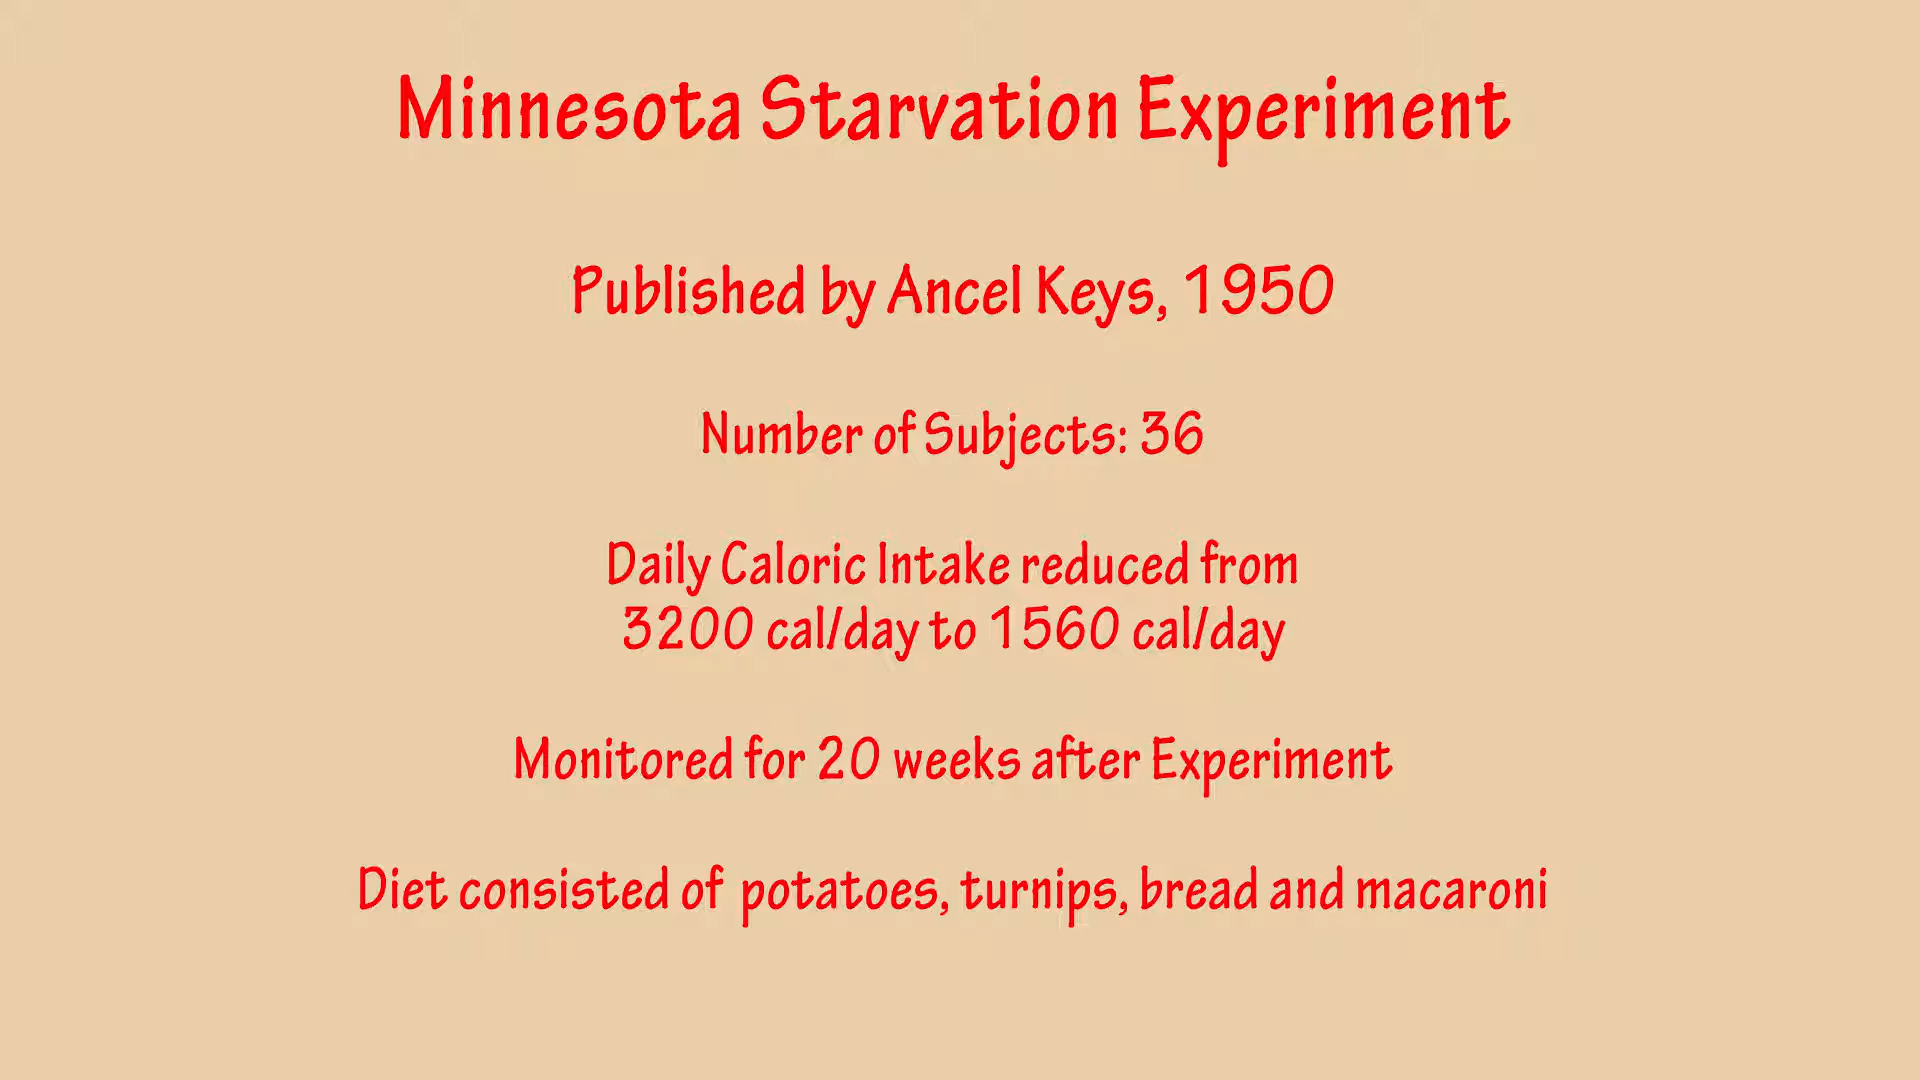 Minnesota Starvation Experiment
Published by Ancel Keys, 1950
Number of Subjects: 36
Daily Caloric Intake reduced from
3200 cal/day to 1560 cal/day
Monitored for 20 weeks after Experiment
Diet consisted of potatoes, turnips, bread and macaroni